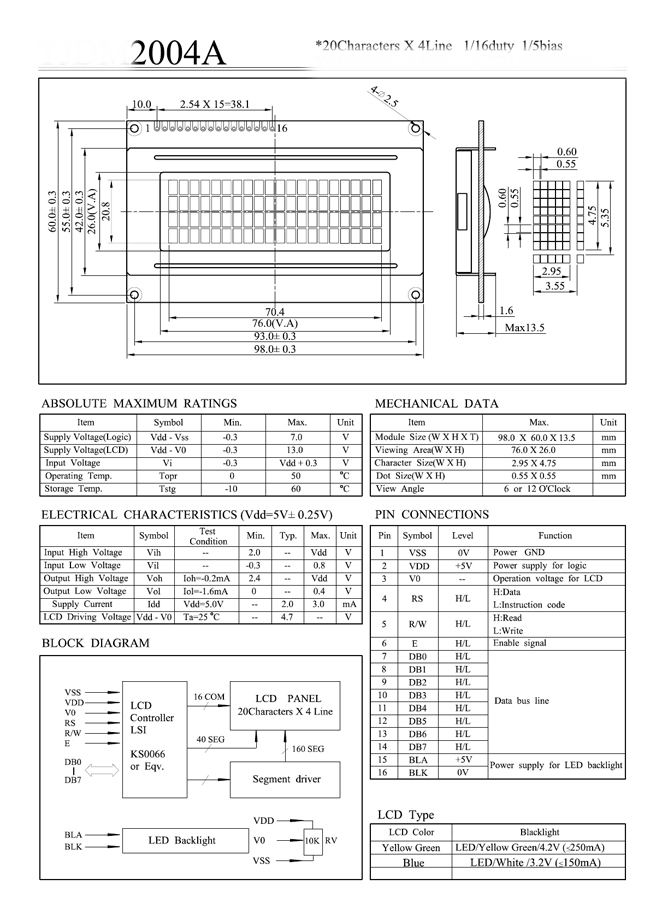 2004A
*20Characters X 4Line 1/16duty 1/5bias
10.0
2.54 X 15=38.1
4-⌀2.5
1
16
60.0± 0.3
55.0± 0.3
42.0± 0.3
26.0(V.A)
20.8
70.4
76.0(V.A)
93.0± 0.3
98.0± 0.3
1.6
Max13.5
0.60
0.55
0.60
0.55
4.75
5.35
2.95
3.55
ABSOLUTE MAXIMUM RATINGS
Item Symbol Min. Max. Unit
Supply Voltage(Logic) Vdd - Vss -0.3 7.0 V
Supply Voltage(LCD) Vdd - V0 -0.3 13.0 V
Input Voltage Vi -0.3 Vdd + 0.3 V
Operating Temp. Topr 0 50 °C
Storage Temp. Tstg -10 60 °C
MECHANICAL DATA
Item Max. Unit
Module Size (W X H X T) 98.0 X 60.0 X 13.5 mm
Viewing Area(W X H) 76.0 X 26.0 mm
Character Size(W X H) 2.95 X 4.75 mm
Dot Size(W X H) 0.55 X 0.55 mm
View Angle 6 or 12 O'Clock
ELECTRICAL CHARACTERISTICS (Vdd=5V± 0.25V)
Item Symbol Test Condition Min. Typ. Max. Unit
Input High Voltage Vih -- 2.0 -- Vdd V
Input Low Voltage Vil -- -0.3 -- 0.8 V
Output High Voltage Voh Ioh=-0.2mA 2.4 -- Vdd V
Output Low Voltage Vol Iol=-1.6mA 0 -- 0.4 V
Supply Current Idd Vdd=5.0V -- 2.0 3.0 mA
LCD Driving Voltage Vdd - V0 Ta=25°C -- 4.7 -- V
PIN CONNECTIONS
Pin Symbol Level Function
1 VSS 0V Power GND
2 VDD +5V Power supply for logic
3 V0 -- Operation voltage for LCD
4 RS H/L H:Data
L:Instruction code
5 R/W H/L H:Read
L:Write
6 E H/L Enable signal
7 DB0 H/L
8 DB1 H/L
9 DB2 H/L
10 DB3 H/L
Data bus line
11 DB4 H/L
12 DB5 H/L
13 DB6 H/L
14 DB7 H/L
15 BLA +5V
Power supply for LED backlight
16 BLK 0V
BLOCK DIAGRAM
VSS
VDD
V0
RS
R/W
E
DB0
DB7
LCD
Controller
LSI
KS0066
or Eqv.
16 COM
40 SEG
LCD PANEL
20Characters X 4 Line
160 SEG
Segment driver
BLA
BLK
LED Backlight
VDD
V0
VSS
10K
RV
LCD Type
LCD Color Blacklight
Yellow Green LED/Yellow Green/4.2V (≤250mA)
Blue LED/White /3.2V (≤150mA)